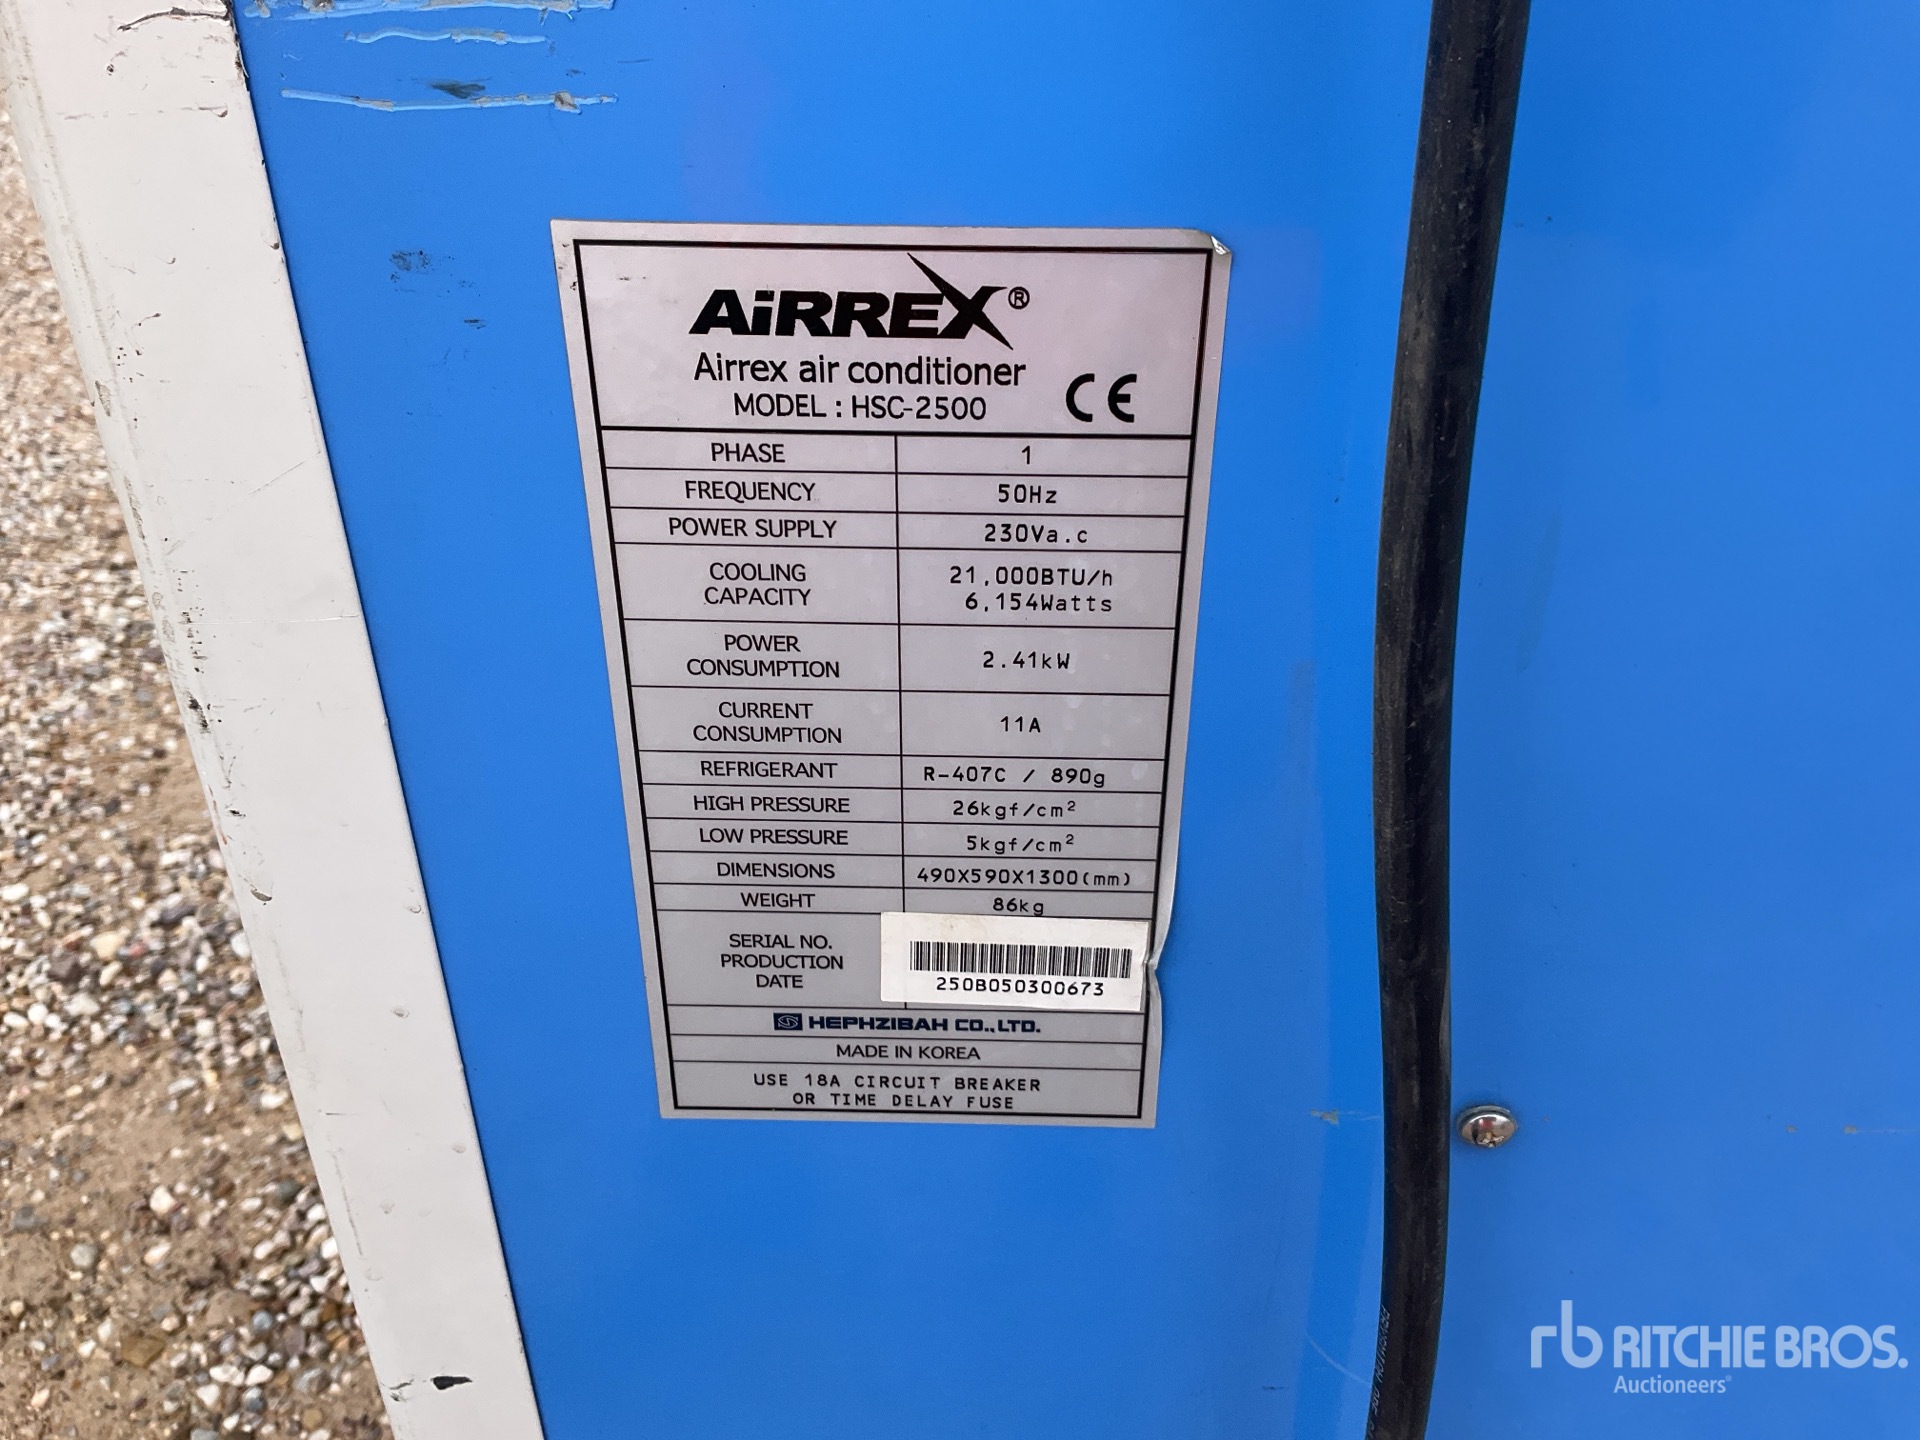 AiRREX®
Airrex air conditioner
MODEL : HSC-2500
CE
PHASE 1
FREQUENCY 50Hz
POWER SUPPLY 230Va.c
COOLING CAPACITY 21,000BTU/h
6,154Watts
POWER CONSUMPTION 2.41kW
CURRENT CONSUMPTION 11A
REFRIGERANT R-407C / 890g
HIGH PRESSURE 26kgf/cm²
LOW PRESSURE 5kgf/cm²
DIMENSIONS 490X590X1300(mm)
WEIGHT 86kg
SERIAL NO.
PRODUCTION
DATE
250B050300673
HEPHZIBAH CO.,LTD.
MADE IN KOREA
USE 18A CIRCUIT BREAKER
OR TIME DELAY FUSE
rb RITCHIE BROS.
Auctioneers®